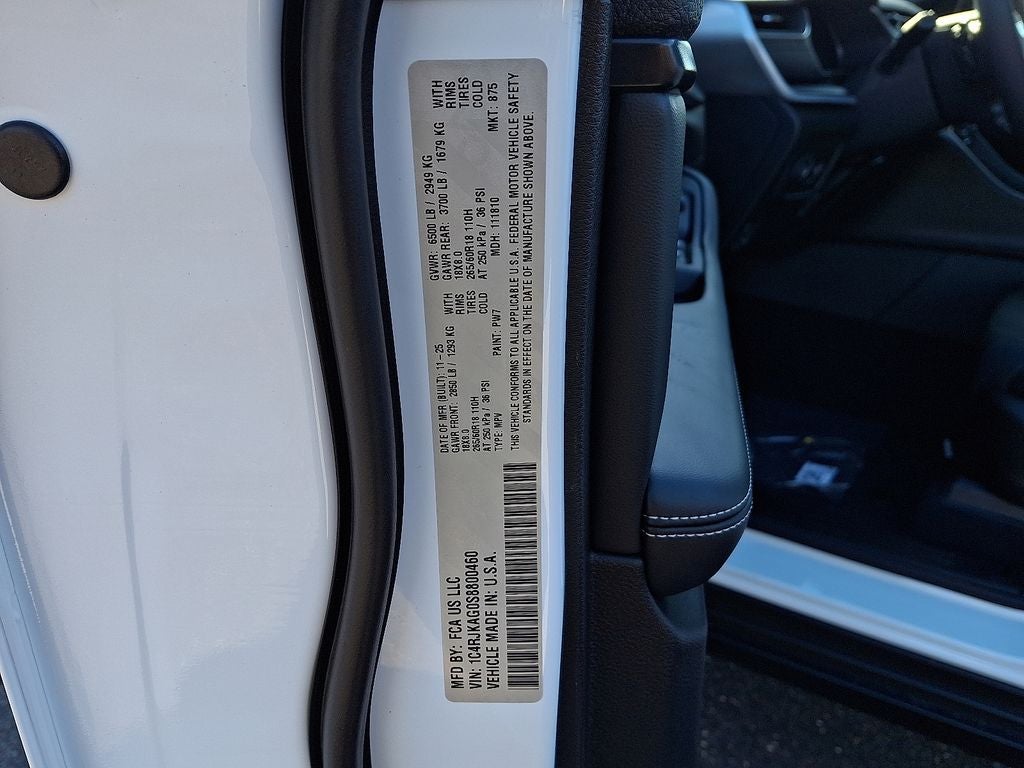 MFD BY: FCA US LLC
VIN: 1C4RJKAG0S8800460
VEHICLE MADE IN: U.S.A.
DATE OF MFR (BUILT): 11-25
GAWR FRONT: 2850 LB / 1293 KG WITH
18X8.0 RIMS
265/60R18 110H TIRES
AT 250 kPa / 36 PSI COLD
TYPE: MPV PAINT: PW7
GVWR: 6500 LB / 2949 KG
GAWR REAR: 3700 LB / 1679 KG WITH
18X8.0 RIMS
265/60R18 110H TIRES
AT 250 kPa / 36 PSI COLD
MDH: 111810 MKT: 875
THIS VEHICLE CONFORMS TO ALL APPLICABLE U.S.A. FEDERAL MOTOR VEHICLE SAFETY
STANDARDS IN EFFECT ON THE DATE OF MANUFACTURE SHOWN ABOVE.